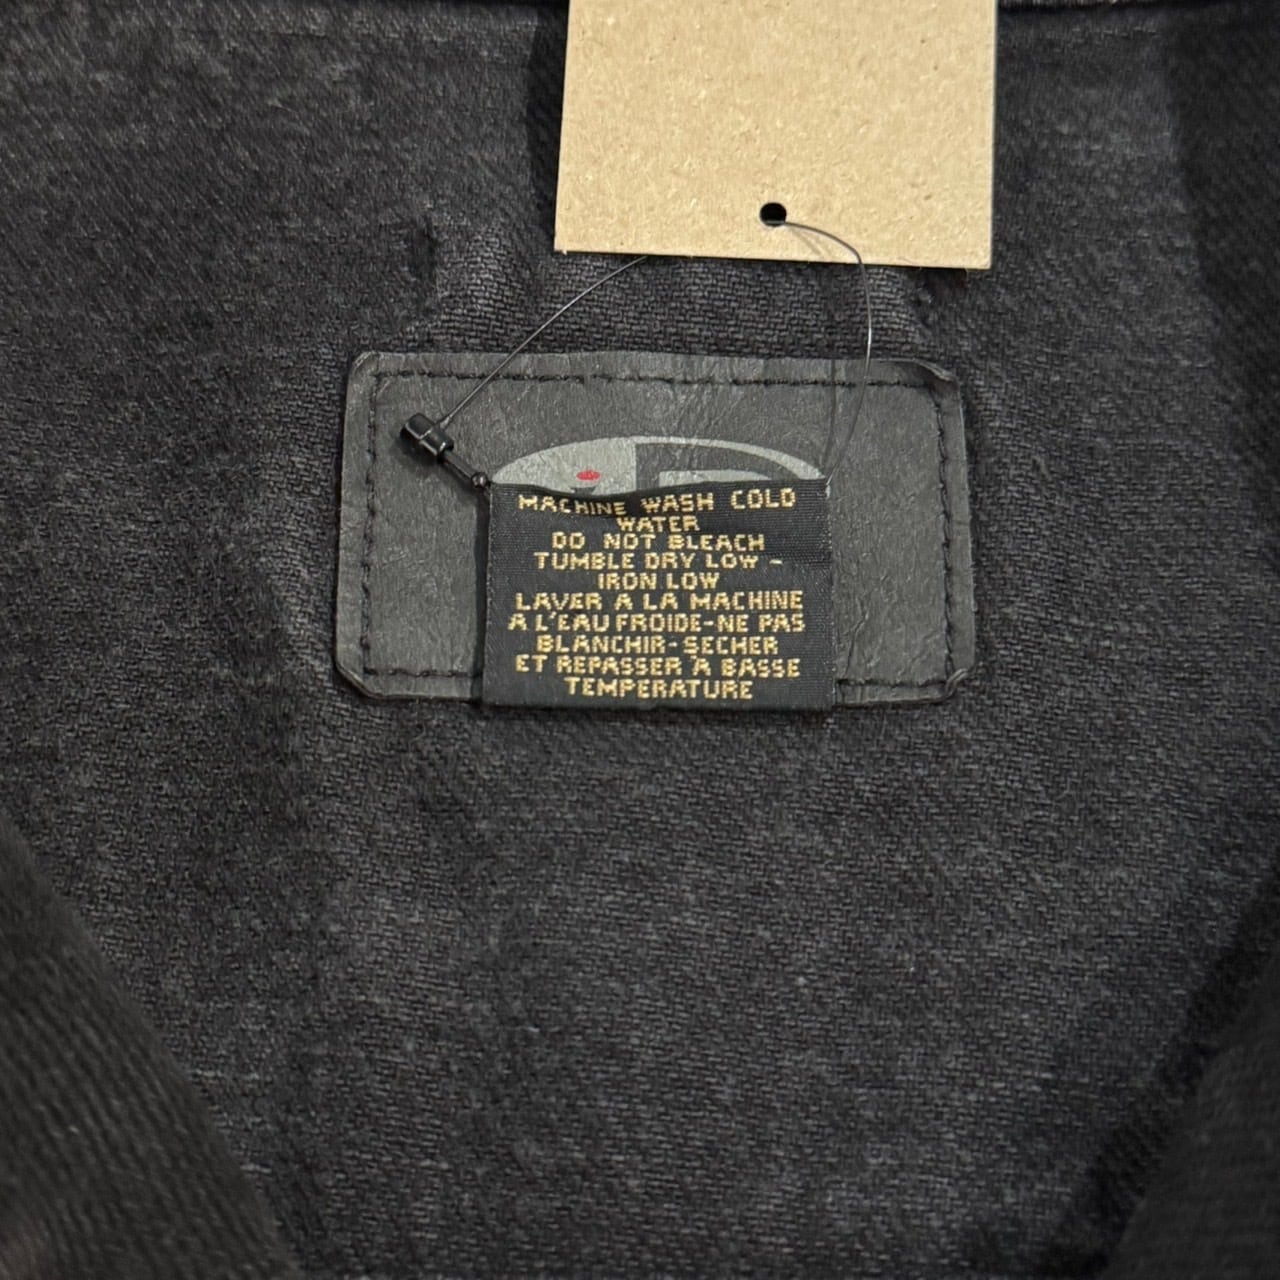 MACHINE WASH COLD
WATER
DO NOT BLEACH
TUMBLE DRY LOW -
IRON LOW
LAVER A LA MACHINE
A L'EAU FROIDE-NE PAS
BLANCHIR-SECHER
ET REPASSER A BASSE
TEMPERATURE